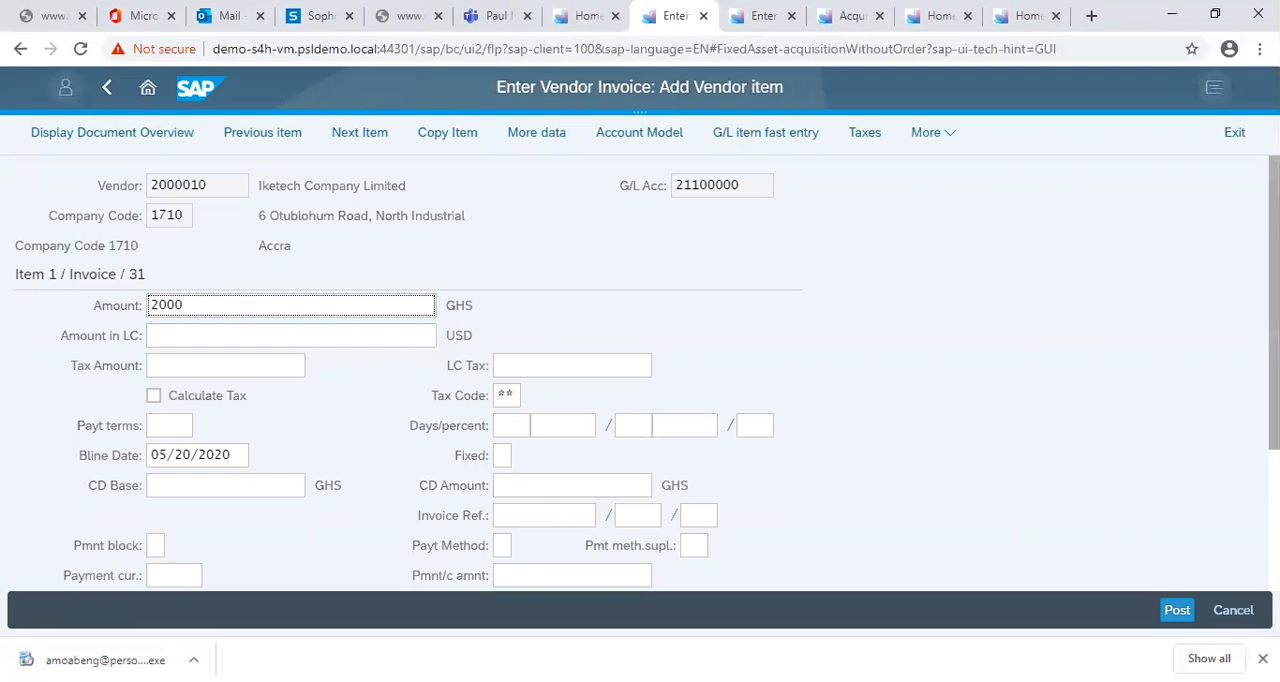 www. Micro Mail - Soph www. Paul N Home Enter Enter Acqu Home Home
Not secure demo-s4h-vm.psldemo.local:44301/sap/bc/ui2/flp?sap-client=100&sap-language=EN#FixedAsset-acquisitionWithoutOrder?sap-ui-tech-hint=GUI
SAP Enter Vendor Invoice: Add Vendor item
Display Document Overview Previous item Next Item Copy Item More data Account Model G/L item fast entry Taxes More Exit
Vendor: 2000010 Iketech Company Limited G/L Acc: 21100000
Company Code: 1710 6 Otublohum Road, North Industrial
Company Code 1710 Accra
Item 1 / Invoice / 31
Amount: 2000 GHS
Amount in LC: USD
Tax Amount: LC Tax:
Calculate Tax Tax Code: **
Payt terms: Days/percent: / /
Bline Date: 05/20/2020 Fixed:
CD Base: GHS CD Amount: GHS
Invoice Ref.: / /
Pmnt block: Payt Method: Pmt meth.supl.:
Payment cur.: Pmnt/c amnt:
Post Cancel
amoabeng@perso....exe Show all